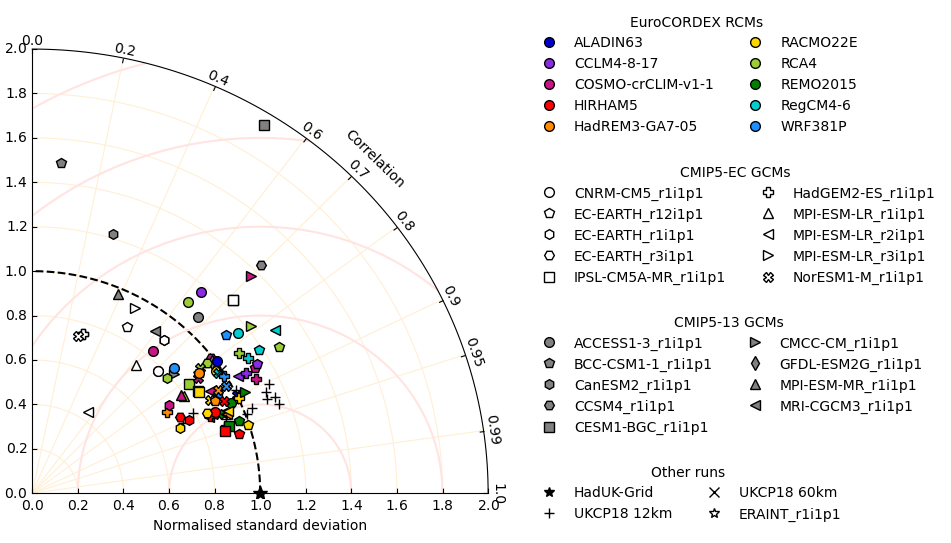 EuroCORDEX RCMs
ALADIN63
RACMO22E
CCLM4-8-17
RCA4
COSMO-crCLIM-v1-1
REMO2015
HIRHAM5
RegCM4-6
HadREM3-GA7-05
WRF381P
CMIP5-EC GCMs
CNRM-CM5_r1i1p1
HadGEM2-ES_r1i1p1
EC-EARTH_r12i1p1
MPI-ESM-LR_r1i1p1
EC-EARTH_r1i1p1
MPI-ESM-LR_r2i1p1
EC-EARTH_r3i1p1
MPI-ESM-LR_r3i1p1
IPSL-CM5A-MR_r1i1p1
NorESM1-M_r1i1p1
CMIP5-13 GCMs
ACCESS1-3_r1i1p1
CMCC-CM_r1i1p1
BCC-CSM1-1_r1i1p1
GFDL-ESM2G_r1i1p1
CanESM2_r1i1p1
MPI-ESM-MR_r1i1p1
CCSM4_r1i1p1
MRI-CGCM3_r1i1p1
CESM1-BGC_r1i1p1
Other runs
HadUK-Grid
UKCP18 60km
UKCP18 12km
ERAINT_r1i1p1
0.0
0.2
0.4
0.6
0.7
0.8
0.9
0.95
0.99
1.0
Correlation
2.0
1.8
1.6
1.4
1.2
1.0
0.8
0.6
0.4
0.2
0.0
0.0 0.2 0.4 0.6 0.8 1.0 1.2 1.4 1.6 1.8 2.0
Normalised standard deviation